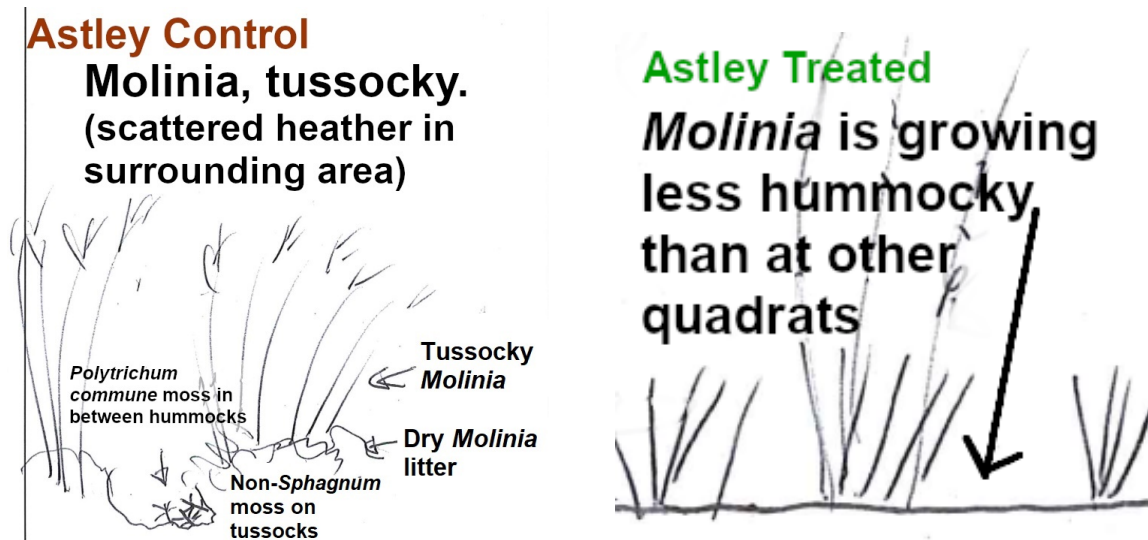 Astley Control
Molinia, tussocky.
(scattered heather in
surrounding area)
Polytrichum
commune moss in
between hummocks
Tussocky
Molinia
Dry Molinia
litter
Non-Sphagnum
moss on
tussocks
Astley Treated
Molinia is growing
less hummocky
than at other
quadrats